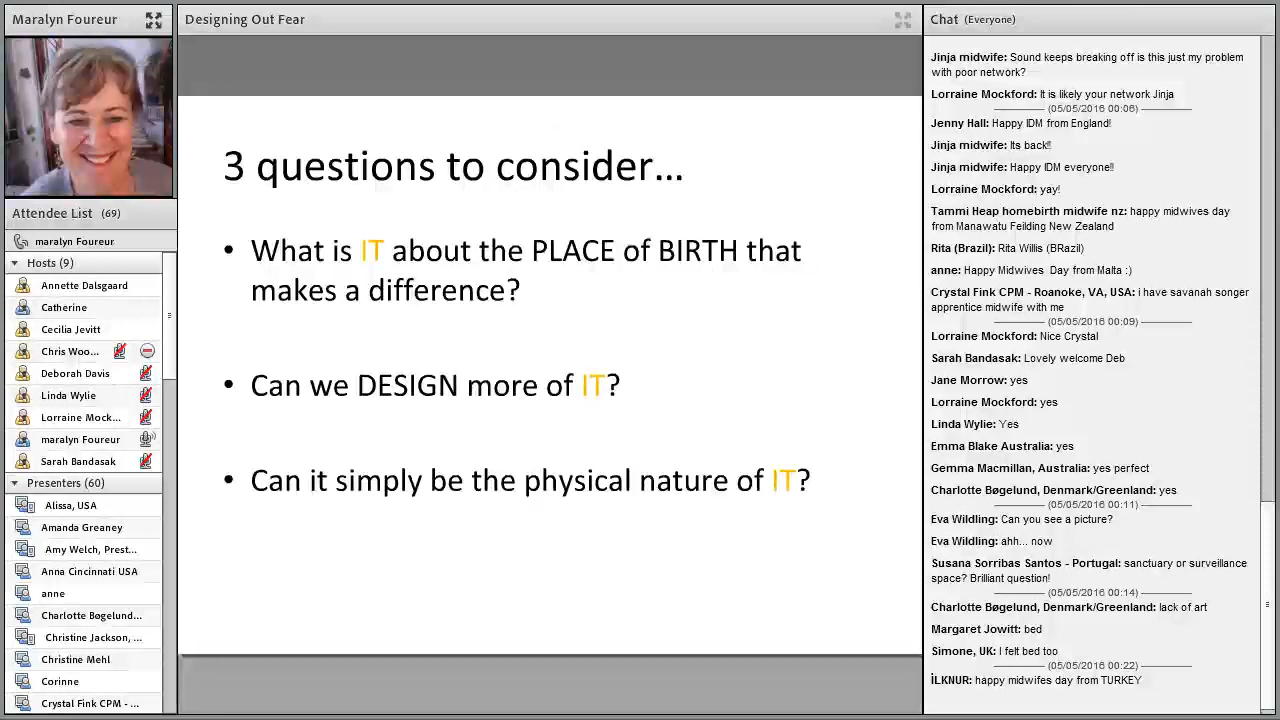 Maralyn Foureur
Attendee List (69)
maralyn Foureur
Hosts (9)
Annette Dalsgaard
Catherine
Cecilia Jevitt
Chris Woo...
Deborah Davis
Linda Wylie
Lorraine Mock...
maralyn Foureur
Sarah Bandasak
Presenters (60)
Alissa, USA
Amanda Greaney
Amy Welch, Prest...
Anna Cincinnati USA
anne
Charlotte Bøgelund...
Christine Jackson, ...
Christine Mehl
Corinne
Crystal Fink CPM - ...
Designing Out Fear
3 questions to consider...
• What is IT about the PLACE of BIRTH that
makes a difference?
• Can we DESIGN more of IT?
• Can it simply be the physical nature of IT?
Chat (Everyone)
Jinja midwife: Sound keeps breaking off is this just my problem
with poor network?
Lorraine Mockford: It is likely your network Jinja
(05/05/2016 00:06)
Jenny Hall: Happy IDM from England!
Jinja midwife: Its back!!
Jinja midwife: Happy IDM everyone!!
Lorraine Mockford: yay!
Tammi Heap homebirth midwife nz: happy midwives day
from Manawatu Feilding New Zealand
Rita (Brazil): Rita Willis (BRazil)
anne: Happy Midwives Day from Malta :)
Crystal Fink CPM - Roanoke, VA, USA: i have savanah songer
apprentice midwife with me
(05/05/2016 00:09)
Lorraine Mockford: Nice Crystal
Sarah Bandasak: Lovely welcome Deb
Jane Morrow: yes
Lorraine Mockford: yes
Linda Wylie: Yes
Emma Blake Australia: yes
Gemma Macmillan, Australia: yes perfect
Charlotte Bøgelund, Denmark/Greenland: yes
(05/05/2016 00:11)
Eva Wildling: Can you see a picture?
Eva Wildling: ahh... now
Susana Sorribas Santos - Portugal: sanctuary or surveillance
space? Brilliant question!
(05/05/2016 00:14)
Charlotte Bøgelund, Denmark/Greenland: lack of art
Margaret Jowitt: bed
Simone, UK: I felt bed too
(05/05/2016 00:22)
İLKNUR: happy midwifes day from TURKEY